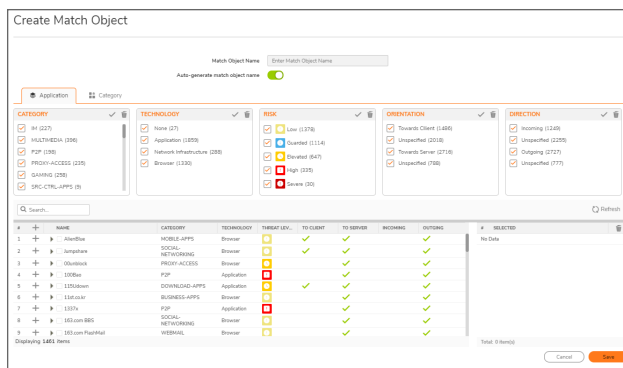 Create Match Object
Match Object Name Enter Match Object Name
Auto-generate match object name
Application Category
CATEGORY
IM (227)
MULTIMEDIA (396)
P2P (198)
PROXY-ACCESS (235)
GAMING (258)
SRC-CTRL-APPS (9)
TECHNOLOGY
None (27)
Application (1859)
Network Infrastructure (288)
Browser (1330)
RISK
Low (1378)
Guarded (1114)
Elevated (647)
High (335)
Severe (30)
ORIENTATION
Towards Client (1486)
Unspecified (2018)
Towards Server (2716)
Unspecified (788)
DIRECTION
Incoming (1249)
Unspecified (2255)
Outgoing (2727)
Unspecified (777)
Search...
Refresh
# NAME CATEGORY TECHNOLOGY THREAT LEV... TO CLIENT TO SERVER INCOMING OUTGING
1 AlienBlue MOBILE-APPS Browser
2 Jumpshare SOCIAL-NETWORKING Browser
3 00unblock PROXY-ACCESS Browser
4 100Bao P2P Application
5 115Udown DOWNLOAD-APPS Application
6 11st.co.kr BUSINESS-APPS Browser
7 1337x P2P Application
8 163.com BBS SOCIAL-NETWORKING Browser
9 163.com FlashMail WEBMAIL Browser
Displaying 1461 items
# SELECTED
No Data
Total: 0 item(s)
Cancel Save